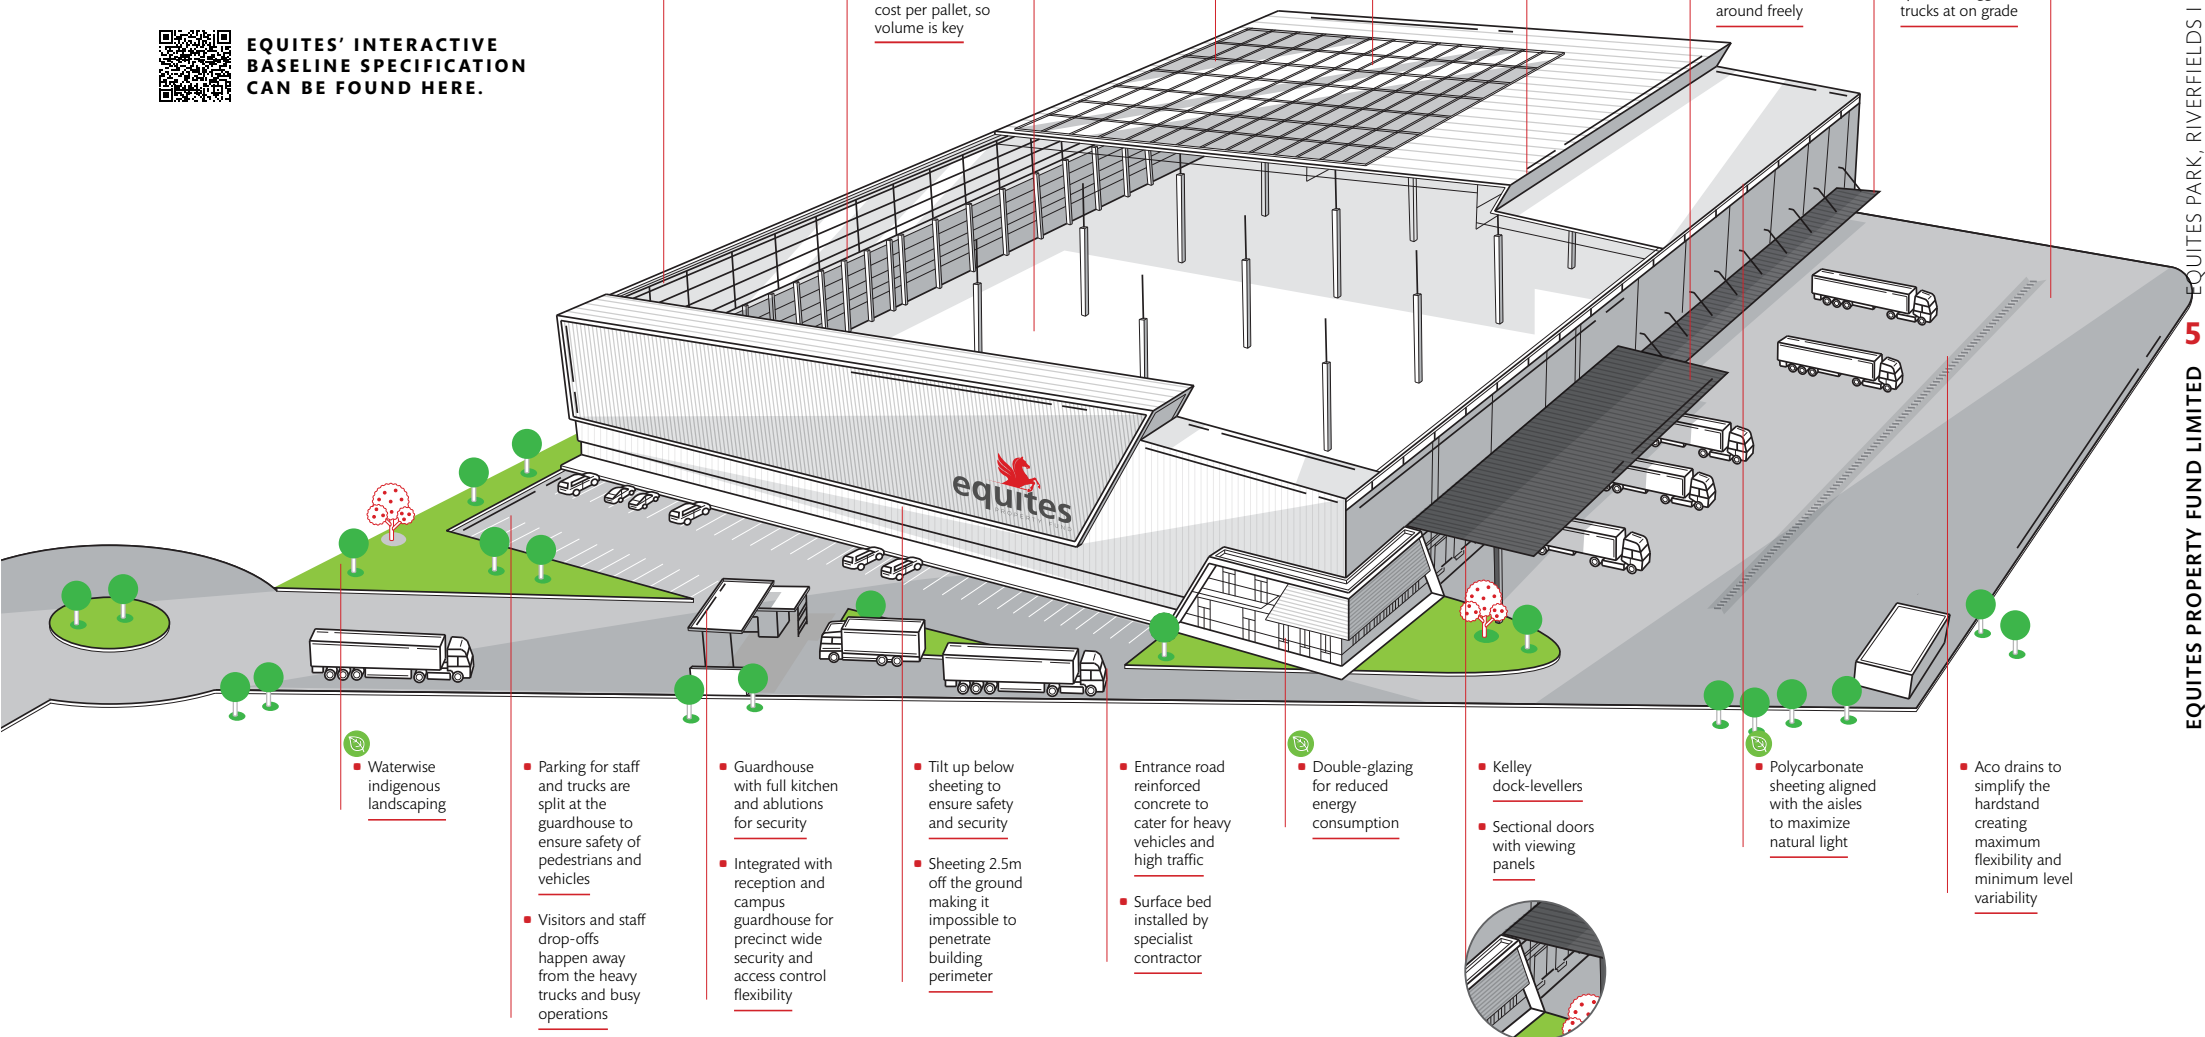 cost per pallet, so
volume is key
around freely
trucks at on grade
EQUITES' INTERACTIVE
BASELINE SPECIFICATION
CAN BE FOUND HERE.
equites
Waterwise
indigenous
landscaping
Parking for staff
and trucks are
split at the
guardhouse to
ensure safety of
pedestrians and
vehicles
Visitors and staff
drop-offs
happen away
from the heavy
trucks and busy
operations
Guardhouse
with full kitchen
and ablutions
for security
Integrated with
reception and
campus
guardhouse for
precinct wide
security and
access control
flexibility
Tilt up below
sheeting to
ensure safety
and security
Sheeting 2.5m
off the ground
making it
impossible to
penetrate
building
perimeter
Entrance road
reinforced
concrete to
cater for heavy
vehicles and
high traffic
Surface bed
installed by
specialist
contractor
Double-glazing
for reduced
energy
consumption
Kelley
dock-levellers
Sectional doors
with viewing
panels
Polycarbonate
sheeting aligned
with the aisles
to maximize
natural light
Aco drains to
simplify the
hardstand
creating
maximum
flexibility and
minimum level
variability
EQUITES PROPERTY FUND LIMITED 5 EQUITES PARK, RIVERFIELDS |